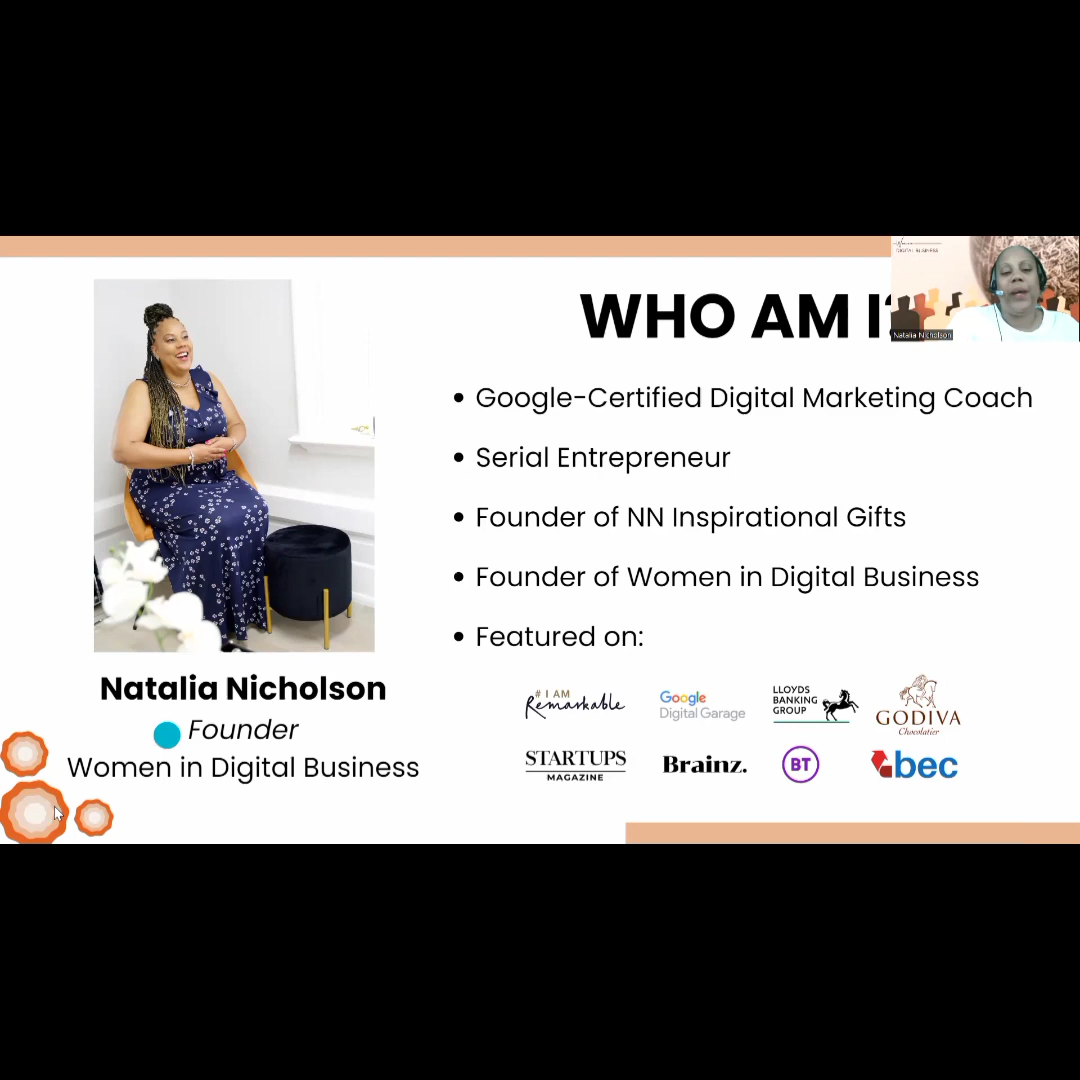 DIGITAL BUSINESS
WHO AM I
Natalia Nicholson
Google-Certified Digital Marketing Coach
Serial Entrepreneur
Founder of NN Inspirational Gifts
Founder of Women in Digital Business
Featured on:
Natalia Nicholson
Founder
Women in Digital Business
# I AM
Remarkable
Google
Digital Garage
LLOYDS
BANKING
GROUP
GODIVA
Chocolatier
STARTUPS
MAGAZINE
Brainz.
BT
bec